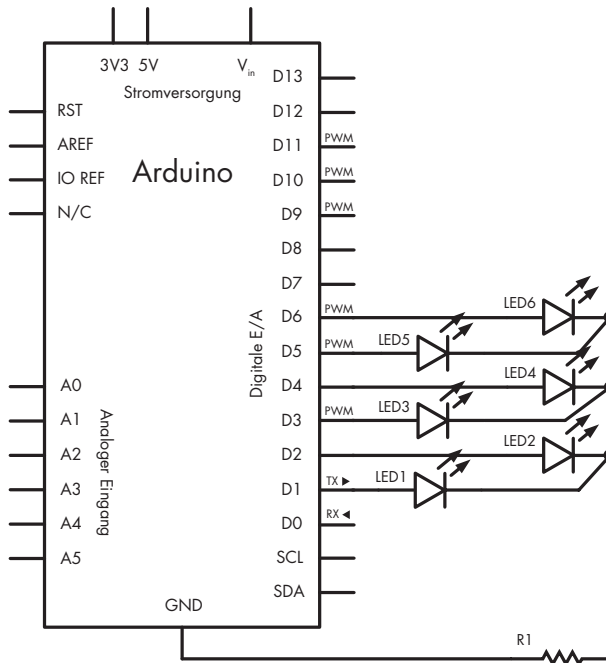 3V3 5V Vin
Stromversorgung
Arduino
RST
AREF
IO REF
N/C
A0
A1
A2
A3
A4
A5
Analoger Eingang
D13
D12
D11 PWM
D10 PWM
D9 PWM
D8
D7
D6 PWM
D5 PWM
D4
D3 PWM
D2
D1 TX ►
D0 RX ◄
SCL
SDA
Digitale E/A
GND
LED6
LED5
LED4
LED3
LED2
LED1
R1